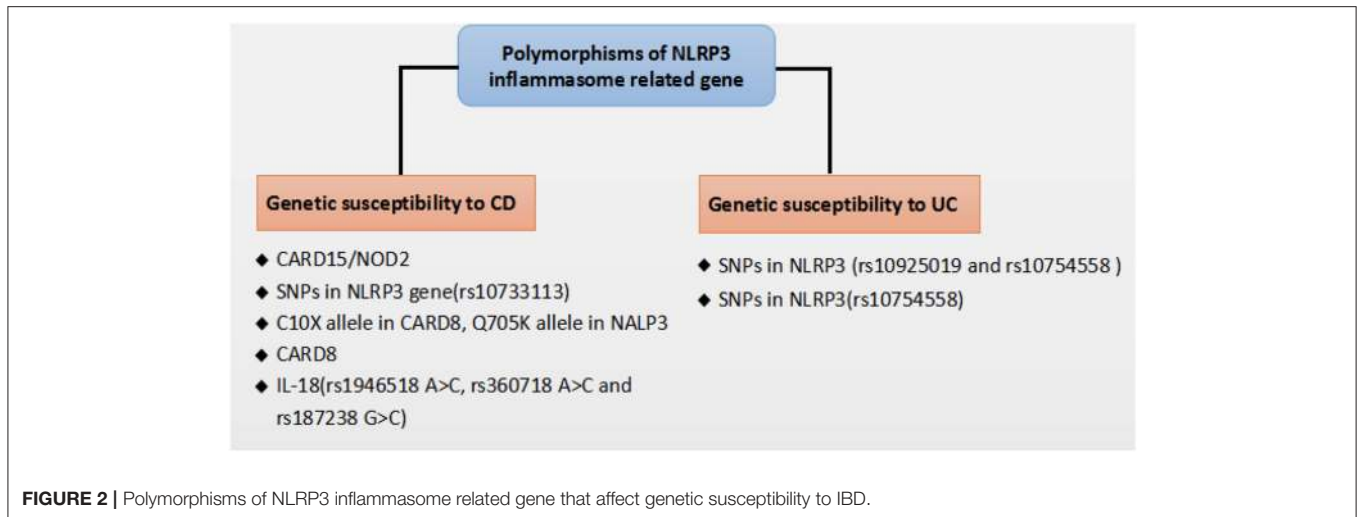 Polymorphisms of NLRP3
inflammasome related gene
Genetic susceptibility to CD
◆ CARD15/NOD2
◆ SNPs in NLRP3 gene(rs10733113)
◆ C10X allele in CARD8, Q705K allele in NALP3
◆ CARD8
◆ IL-18(rs1946518 A>C, rs360718 A>C and
rs187238 G>C)
Genetic susceptibility to UC
◆ SNPs in NLRP3 (rs10925019 and rs10754558 )
◆ SNPs in NLRP3(rs10754558)
FIGURE 2 | Polymorphisms of NLRP3 inflammasome related gene that affect genetic susceptibility to IBD.